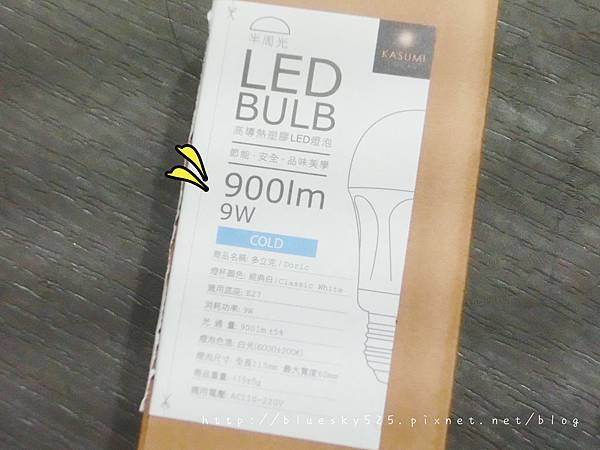 半周光
KASUMI
LED
BULB
高導熱塑膠LED燈泡
節能·安全·品味美學
900lm
9W
COLD
商品名稱: 多立克/Doric
燈杯顏色: 經典白/Classic White
適用底座: E27
消耗功率: 9W
光 通 量: 900lm±5%
燈泡色溫: 白光(6000±200K)
燈泡尺寸: 全長115mm 最大寬度60mm
商品重量: 115±5g
適用電壓: AC110-220V
http://bluesky525.pixnet.net/blog